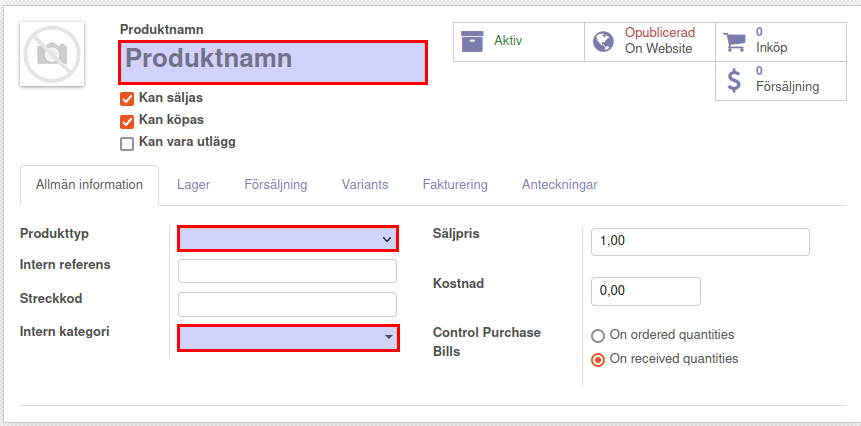 Produktnamn
Produktnamn
Kan säljas
Kan köpas
Kan vara utlägg
Aktiv
Opublicerad
On Website
0
Inköp
0
Försäljning
Allmän information
Lager
Försäljning
Variants
Fakturering
Anteckningar
Produkttyp
Intern referens
Streckkod
Intern kategori
Säljpris
1,00
Kostnad
0,00
Control Purchase
Bills
On ordered quantities
On received quantities